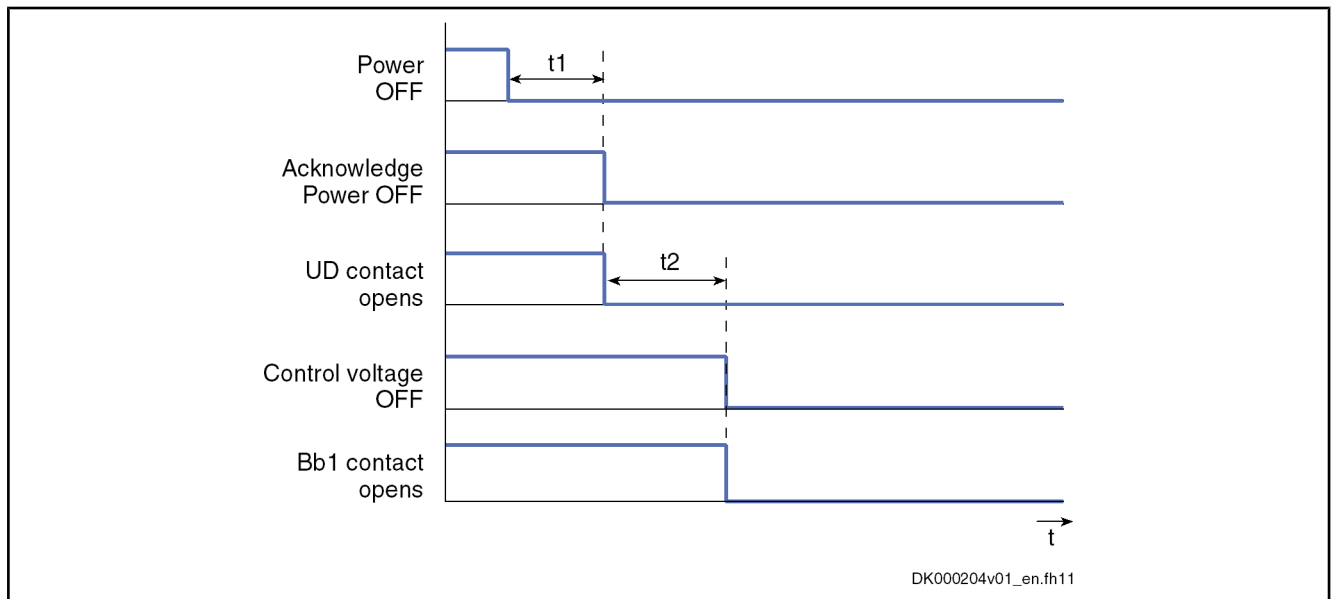 Power
OFF
t1
Acknowledge
Power OFF
UD contact
opens
t2
Control voltage
OFF
Bb1 contact
opens
t
DK000204v01_en.fh11